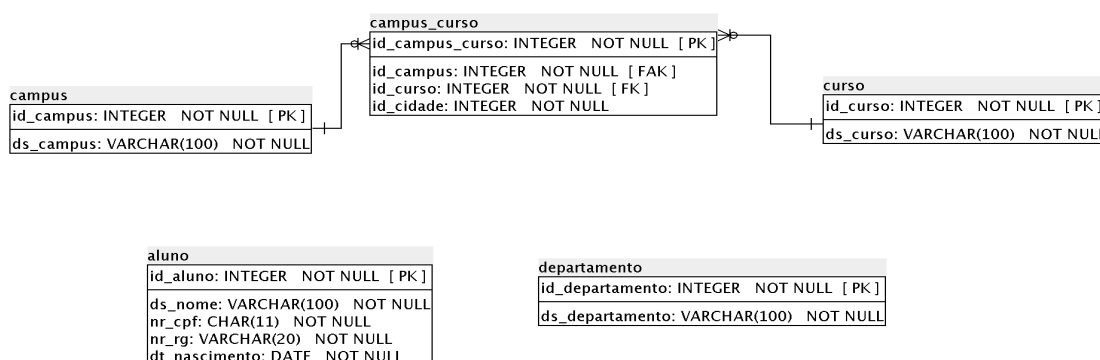 campus_curso
id_campus_curso: INTEGER NOT NULL [ PK ]
id_campus: INTEGER NOT NULL [ FAK ]
id_curso: INTEGER NOT NULL [ FK ]
id_cidade: INTEGER NOT NULL
campus
id_campus: INTEGER NOT NULL [ PK ]
ds_campus: VARCHAR(100) NOT NULL
curso
id_curso: INTEGER NOT NULL [ PK ]
ds_curso: VARCHAR(100) NOT NULL
aluno
id_aluno: INTEGER NOT NULL [ PK ]
ds_nome: VARCHAR(100) NOT NULL
nr_cpf: CHAR(11) NOT NULL
nr_rg: VARCHAR(20) NOT NULL
dt_nascimento: DATE NOT NULL
departamento
id_departamento: INTEGER NOT NULL [ PK ]
ds_departamento: VARCHAR(100) NOT NULL